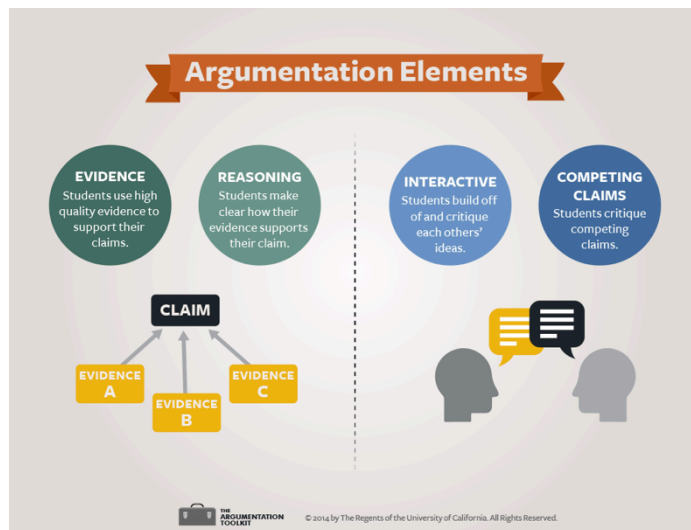 Argumentation Elements
EVIDENCE
Students use high
quality evidence to
support their
claims.
REASONING
Students make
clear how their
evidence supports
their claim.
INTERACTIVE
Students build off
of and critique
each others'
ideas.
COMPETING
CLAIMS
Students critique
competing
claims.
CLAIM
EVIDENCE
A
EVIDENCE
B
EVIDENCE
C
THE
ARGUMENTATION
TOOLKIT
© 2014 by The Regents of the University of California. All Rights Reserved.